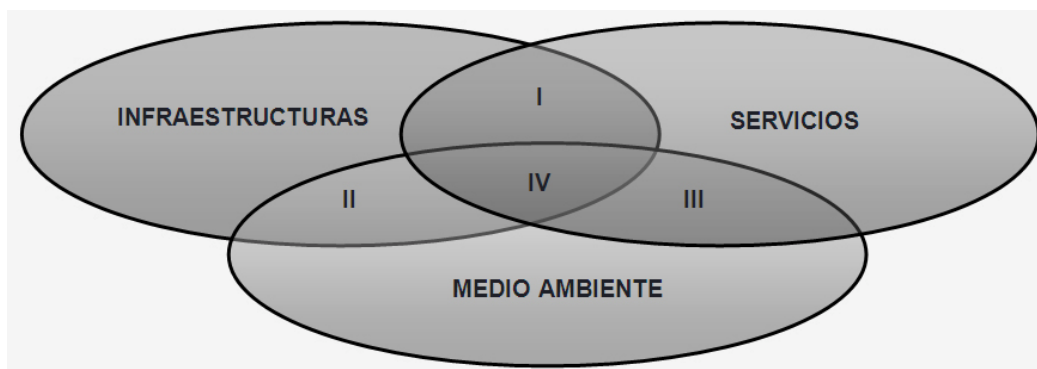 I
INFRAESTRUCTURAS
SERVICIOS
IV
II
III
MEDIO AMBIENTE